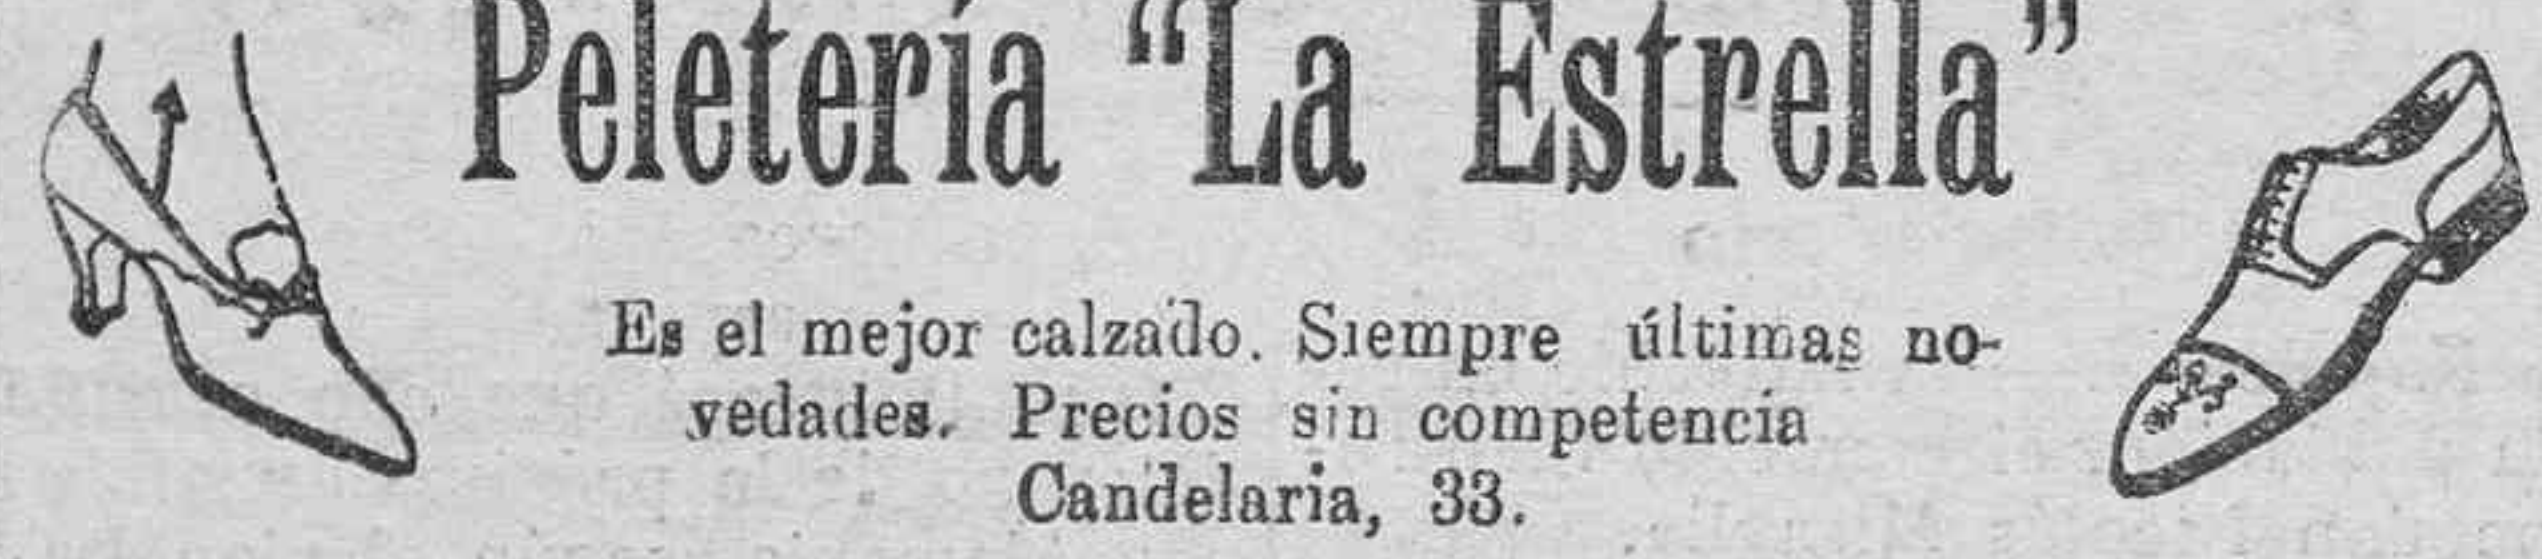 Peletería “La Estrella”
Es el mejor calzado. Siempre últimas no-
vedades. Precios sin competencia
Candelaria, 33.